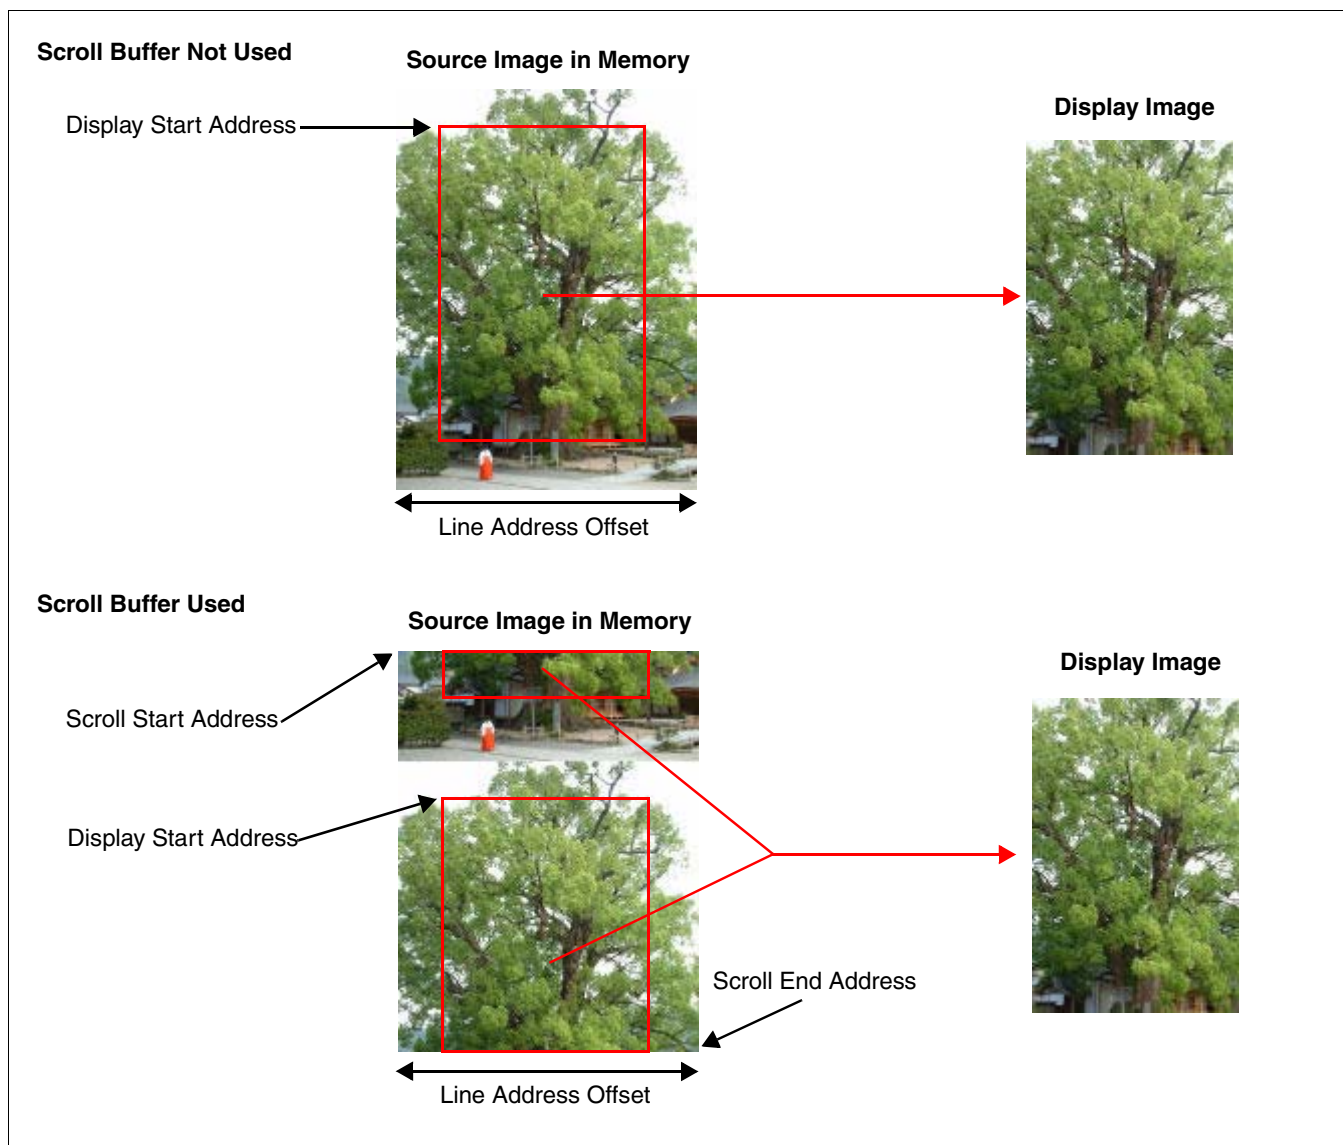 Scroll Buffer Not Used
Source Image in Memory
Display Start Address
Display Image
Line Address Offset
Scroll Buffer Used
Source Image in Memory
Display Image
Scroll Start Address
Display Start Address
Scroll End Address
Line Address Offset